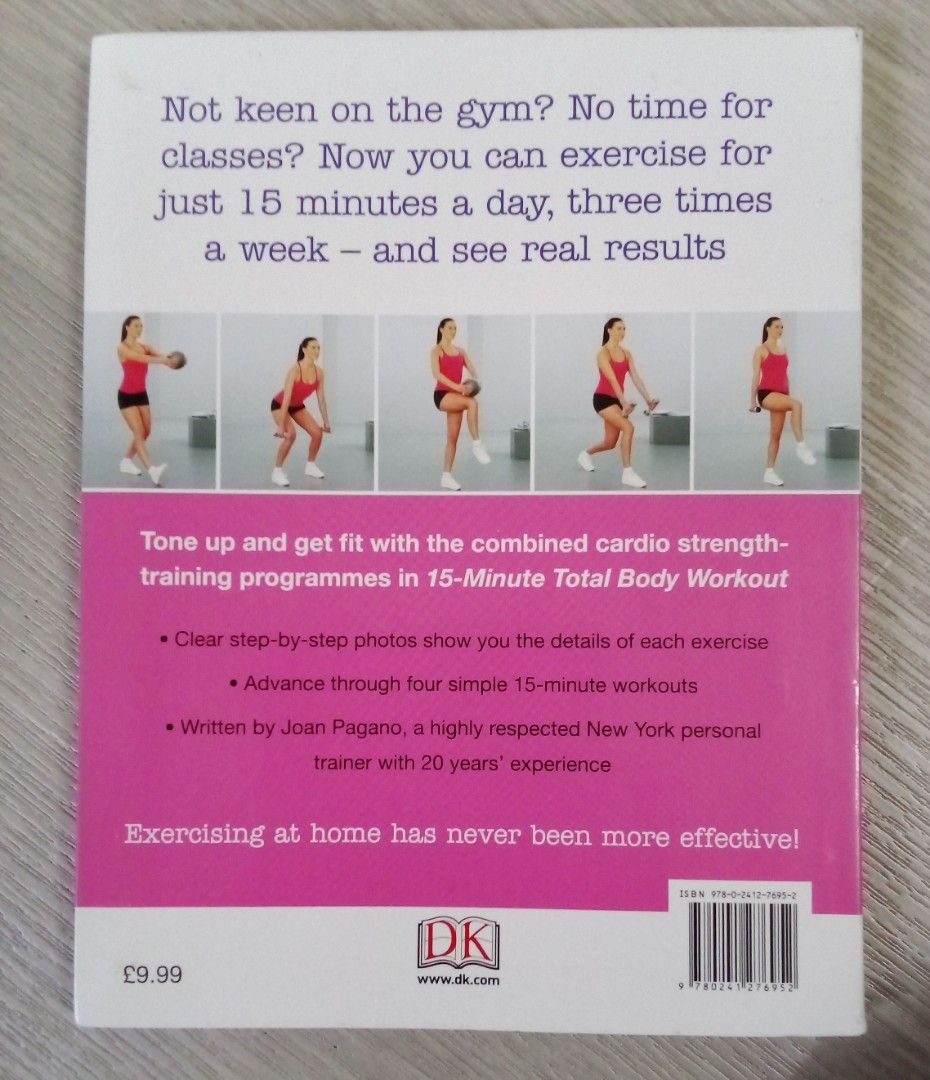 Not keen on the gym? No time for
classes? Now you can exercise for
just 15 minutes a day, three times
a week – and see real results
Tone up and get fit with the combined cardio strength-
training programmes in 15-Minute Total Body Workout
• Clear step-by-step photos show you the details of each exercise
• Advance through four simple 15-minute workouts
• Written by Joan Pagano, a highly respected New York personal
trainer with 20 years’ experience
Exercising at home has never been more effective!
ISBN 978-0-2412-7695-2
9 780241 276952
DK
www.dk.com
£9.99